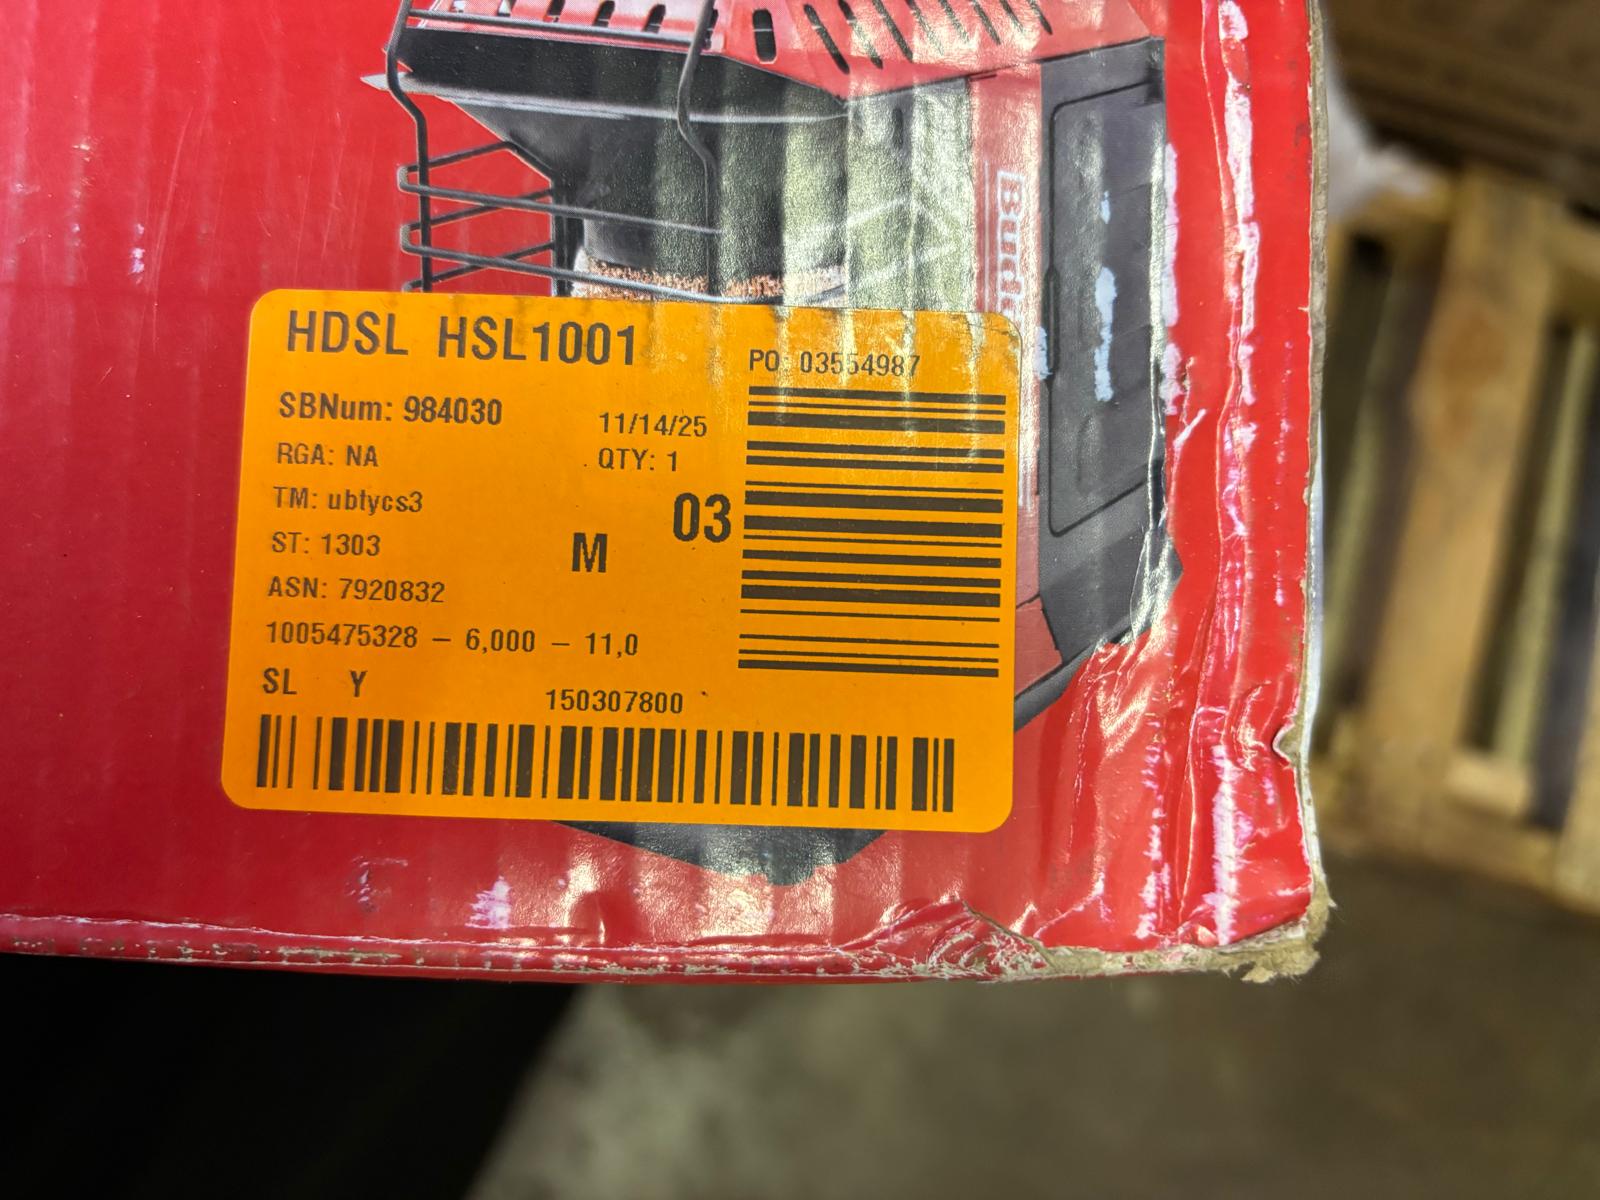 HDSL HSL1001
PO: 03554987
SBNum: 984030
11/14/25
RGA: NA
QTY: 1
TM: ubtycs3
03
ST: 1303
M
ASN: 7920832
1005475328 – 6,000 – 11,0
SL Y
150307800